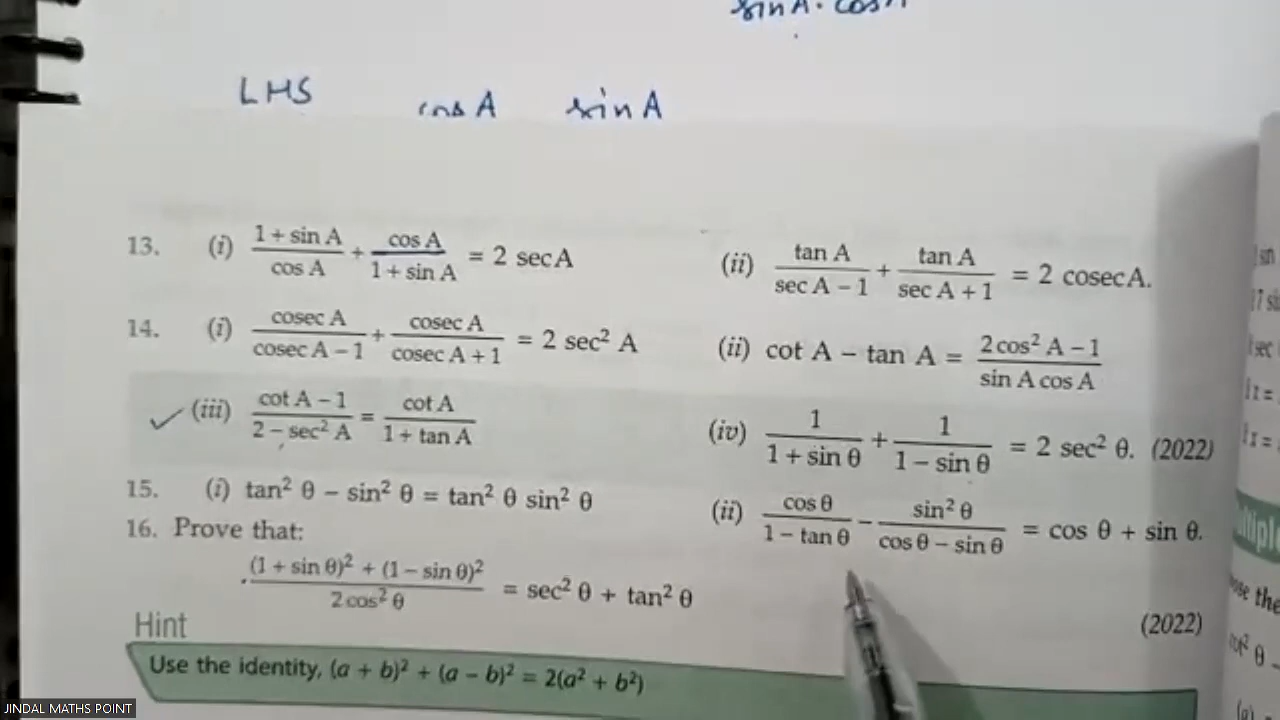 sin A . cos A
LHS cos A sin A
13. (i) (1 + sin A)/(cos A) + (cos A)/(1 + sin A) = 2 sec A (ii) (tan A)/(sec A − 1) + (tan A)/(sec A + 1) = 2 cosec A.
14. (i) (cosec A)/(cosec A − 1) + (cosec A)/(cosec A + 1) = 2 sec² A (ii) cot A − tan A = (2 cos² A − 1)/(sin A cos A)
(iii) (cot A − 1)/(2 − sec² A) = (cot A)/(1 + tan A) (iv) 1/(1 + sin θ) + 1/(1 − sin θ) = 2 sec² θ. (2022)
15. (i) tan² θ − sin² θ = tan² θ sin² θ (ii) (cos θ)/(1 − tan θ) − (sin² θ)/(cos θ − sin θ) = cos θ + sin θ.
16. Prove that:
((1 + sin θ)² + (1 − sin θ)²)/(2 cos² θ) = sec² θ + tan² θ
(2022)
Hint
Use the identity, (a + b)² + (a − b)² = 2(a² + b²)
JINDAL MATHS POINT